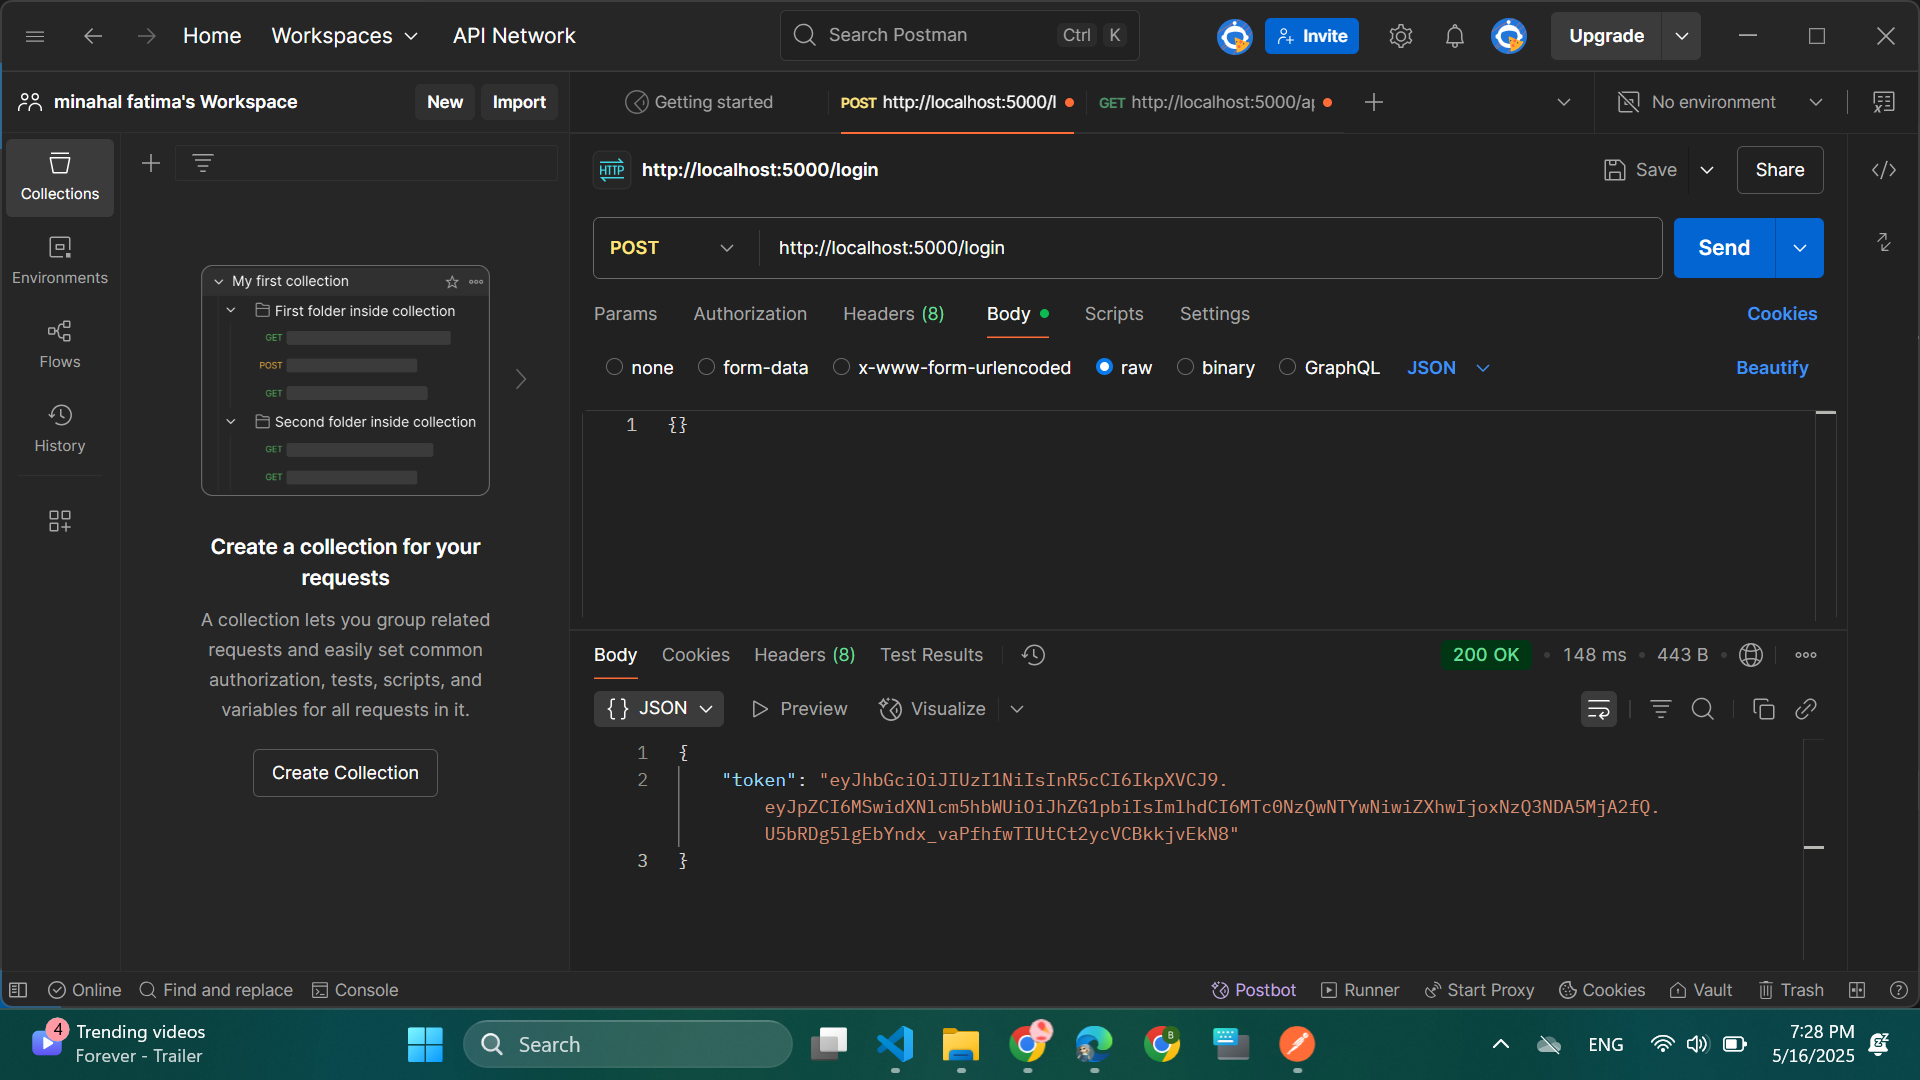 Home Workspaces API Network Search Postman Ctrl K Invite Upgrade
minahal fatima's Workspace New Import Getting started POST http://localhost:5000/l GET http://localhost:5000/ap No environment
Collections
Environments
Flows
History
My first collection
First folder inside collection
GET
POST
GET
Second folder inside collection
GET
GET
Create a collection for your
requests
A collection lets you group related
requests and easily set common
authorization, tests, scripts, and
variables for all requests in it.
Create Collection
HTTP http://localhost:5000/login Save Share
POST http://localhost:5000/login Send
Params Authorization Headers (8) Body Scripts Settings Cookies
none form-data x-www-form-urlencoded raw binary GraphQL JSON Beautify
1 {}
Body Cookies Headers (8) Test Results 200 OK 148 ms 443 B
{} JSON Preview Visualize
1 {
2 "token": "eyJhbGciOiJIUzI1NiIsInR5cCI6IkpXVCJ9.
eyJpZCI6MSwidXNlcm5hbWUiOiJhZG1pbiIsImlhdCI6MTc0NzQwNTYwNiwiZXhwIjoxNzQ3NDA5MjA2fQ.
U5bRDg5lgEbYndx_vaPfhfwTIUtCt2ycVCBkkjvEkN8"
3 }
Online Find and replace Console Postbot Runner Start Proxy Cookies Vault Trash
4 Trending videos
Forever - Trailer
Search
B
ENG
7:28 PM
5/16/2025